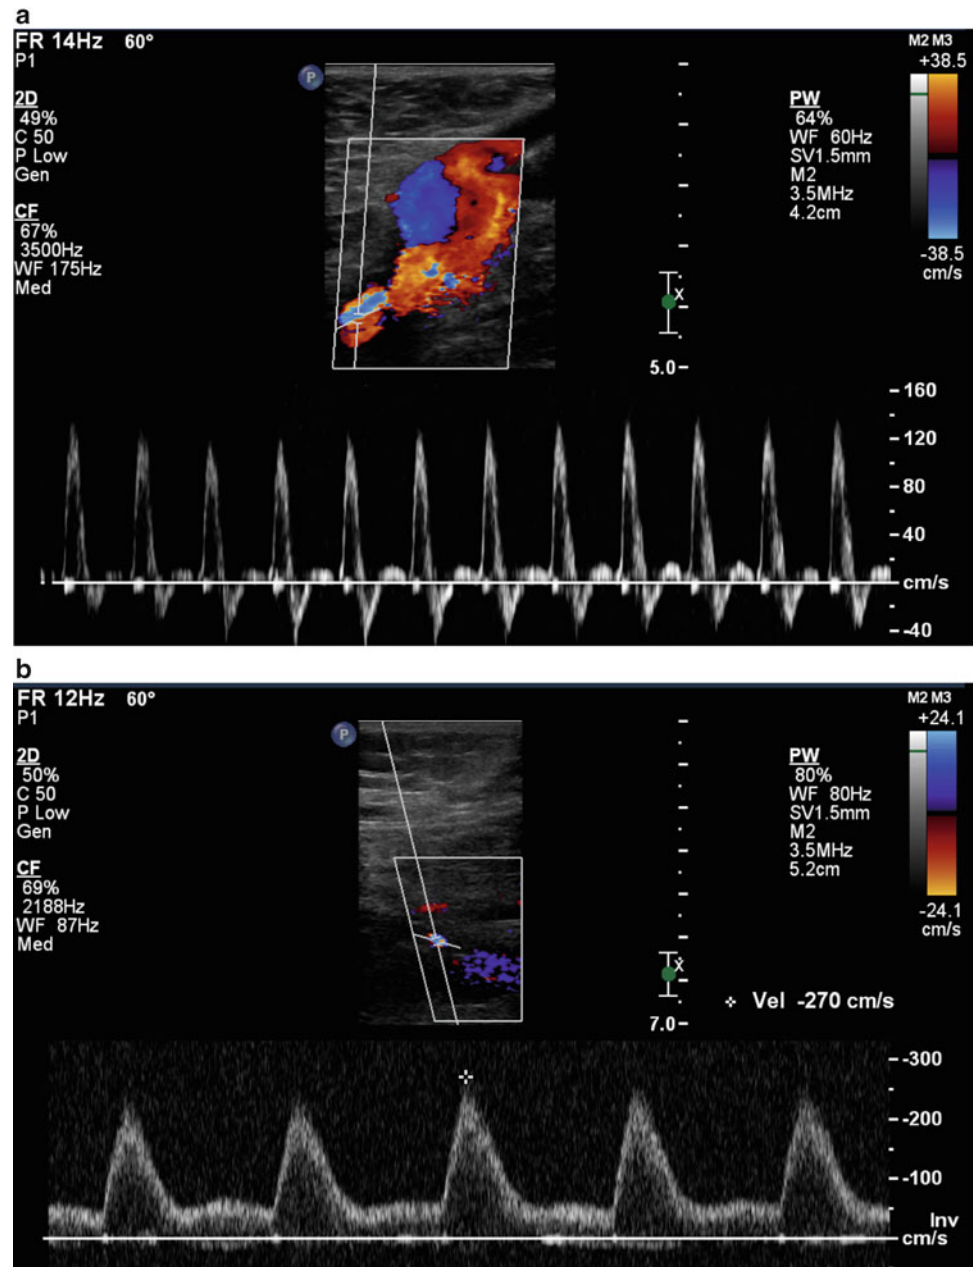 a
FR 14Hz 60°
P1
2D
49%
C 50
P Low
Gen
CF
67%
3500Hz
WF 175Hz
Med
P
x
5.0
PW
64%
WF 60Hz
SV1.5mm
M2
3.5MHz
4.2cm
M2 M3
+38.5
-38.5
cm/s
160
120
80
40
cm/s
-40
b
FR 12Hz 60°
P1
2D
50%
C 50
P Low
Gen
CF
69%
2188Hz
WF 87Hz
Med
P
x
7.0
PW
80%
WF 80Hz
SV1.5mm
M2
3.5MHz
5.2cm
M2 M3
+24.1
-24.1
cm/s
Vel -270 cm/s
-300
-200
-100
Inv
cm/s